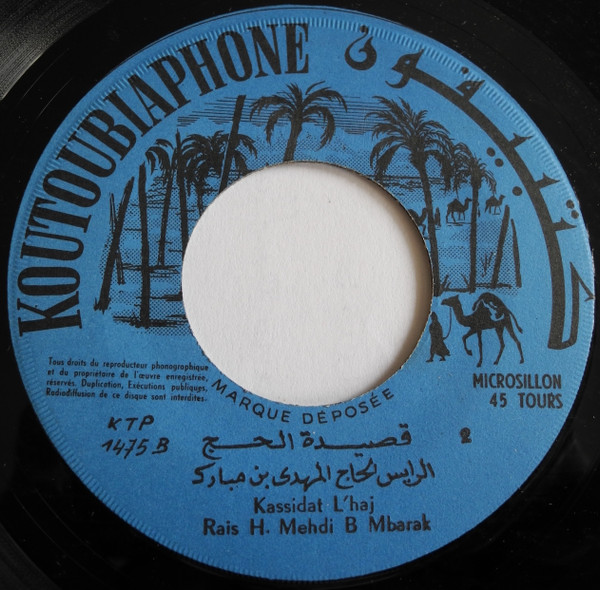 KOUTOUBIAPHONE
كتبيفون
Tous droits du reproducteur phonographique
et du propriétaire de l'œuvre enregistrée,
réservés. Duplication, Exécutions publiques,
Radiodiffusion de ce disque sont interdites.
MARQUE DÉPOSÉE
MICROSILLON
45 TOURS
KTP
1475 B
قصيدة الحج 2
الرايس الحاج المهدي بن مبارك
Kassidat L'haj
Rais H. Mehdi B Mbarak